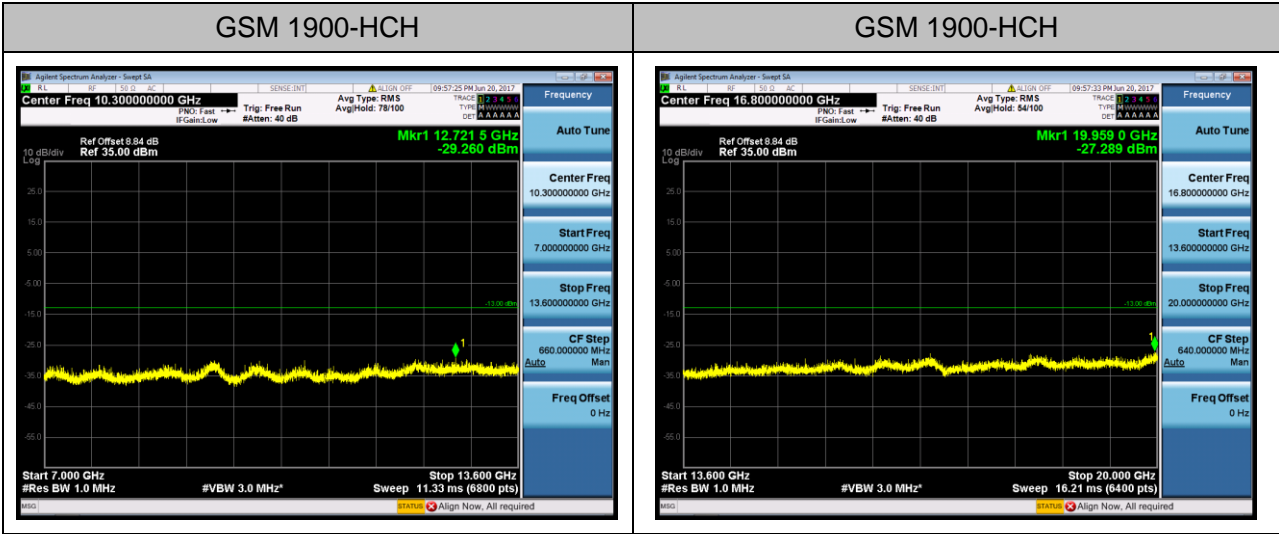 GSM 1900-HCH
Agilent Spectrum Analyzer - Swept SA
RL RF 50 Ω AC SENSE:INT ALIGN OFF 09:57:25 PM Jun 20, 2017
Center Freq 10.300000000 GHz
PNO: Fast
IFGain:Low
Trig: Free Run
#Atten: 40 dB
Avg Type: RMS
Avg|Hold: 78/100
TRACE 1 2 3 4 5 6
TYPE M W W W W W
DET A A A A A A
Mkr1 12.721 5 GHz
-29.260 dBm
Ref Offset 8.84 dB
10 dB/div Ref 35.00 dBm
Log
25.0
15.0
5.00
-5.00
-13.00 dBm
-15.0
1
-25.0
-35.0
-45.0
-55.0
Start 7.000 GHz Stop 13.600 GHz
#Res BW 1.0 MHz #VBW 3.0 MHz* Sweep 11.33 ms (6800 pts)
MSG STATUS Align Now, All required
Frequency
Auto Tune
Center Freq
10.300000000 GHz
Start Freq
7.000000000 GHz
Stop Freq
13.600000000 GHz
CF Step
660.000000 MHz
Auto Man
Freq Offset
0 Hz
GSM 1900-HCH
Agilent Spectrum Analyzer - Swept SA
RL RF 50 Ω AC SENSE:INT ALIGN OFF 09:57:33 PM Jun 20, 2017
Center Freq 16.800000000 GHz
PNO: Fast
IFGain:Low
Trig: Free Run
#Atten: 40 dB
Avg Type: RMS
Avg|Hold: 54/100
TRACE 1 2 3 4 5 6
TYPE M W W W W W
DET A A A A A A
Mkr1 19.959 0 GHz
-27.289 dBm
Ref Offset 8.84 dB
10 dB/div Ref 35.00 dBm
Log
25.0
15.0
5.00
-5.00
-13.00 dBm
-15.0
1
-25.0
-35.0
-45.0
-55.0
Start 13.600 GHz Stop 20.000 GHz
#Res BW 1.0 MHz #VBW 3.0 MHz* Sweep 16.21 ms (6400 pts)
MSG STATUS Align Now, All required
Frequency
Auto Tune
Center Freq
16.800000000 GHz
Start Freq
13.600000000 GHz
Stop Freq
20.000000000 GHz
CF Step
640.000000 MHz
Auto Man
Freq Offset
0 Hz